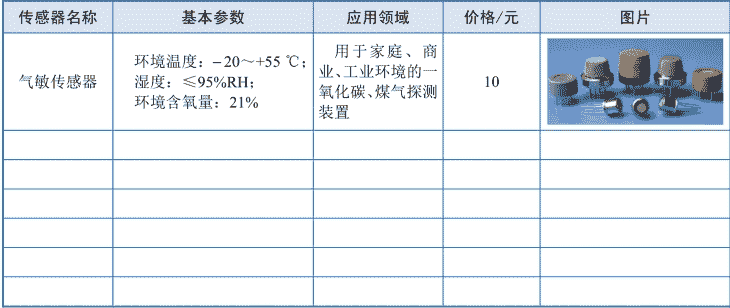 传感器名称 基本参数 应用领域 价格/元 图片
气敏传感器
环境温度：−20～+55 ℃；
湿度：≤95%RH；
环境含氧量：21%
用于家庭、商
业、工业环境的一
氧化碳、煤气探测
装置
10